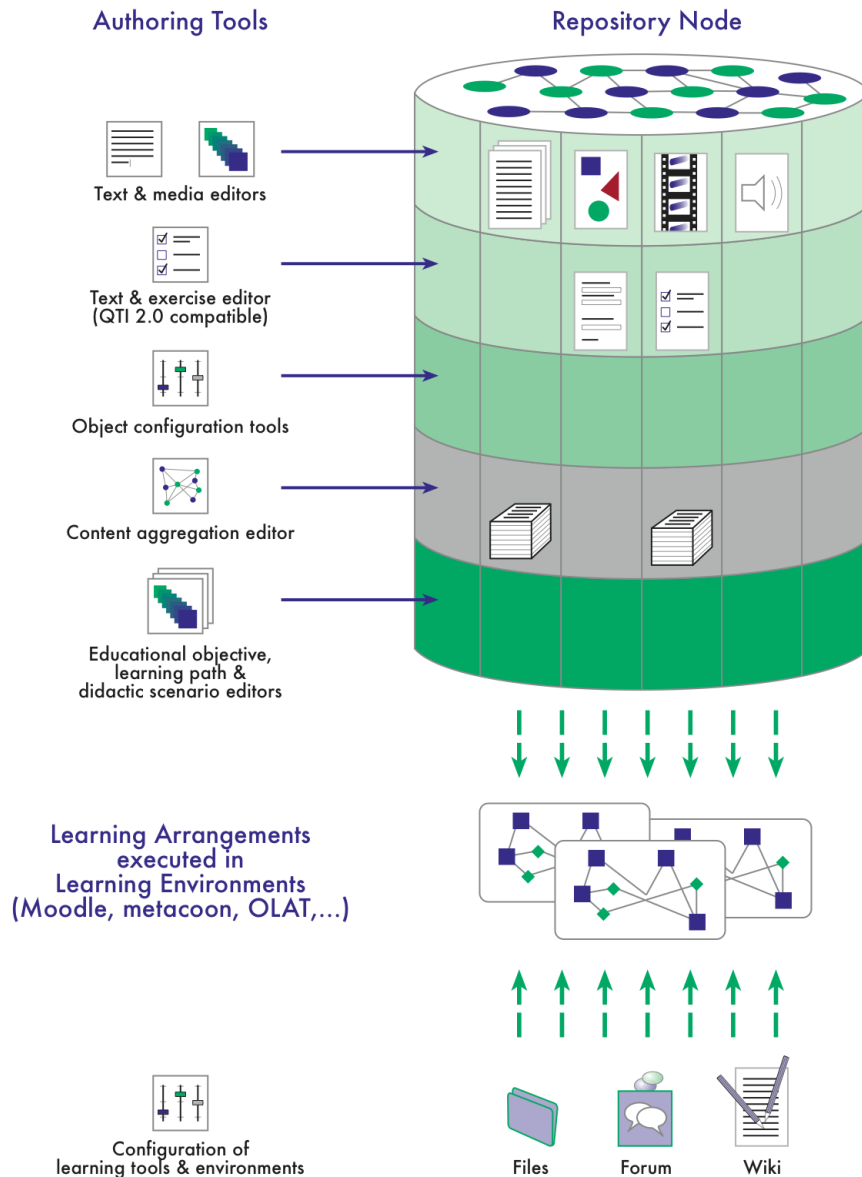 Authoring Tools
Repository Node
Text & media editors
Text & exercise editor
(QTI 2.0 compatible)
Object configuration tools
Content aggregation editor
Educational objective,
learning path &
didactic scenario editors
Learning Arrangements
executed in
Learning Environments
(Moodle, metacoon, OLAT,...)
Configuration of
learning tools & environments
Files
Forum
Wiki